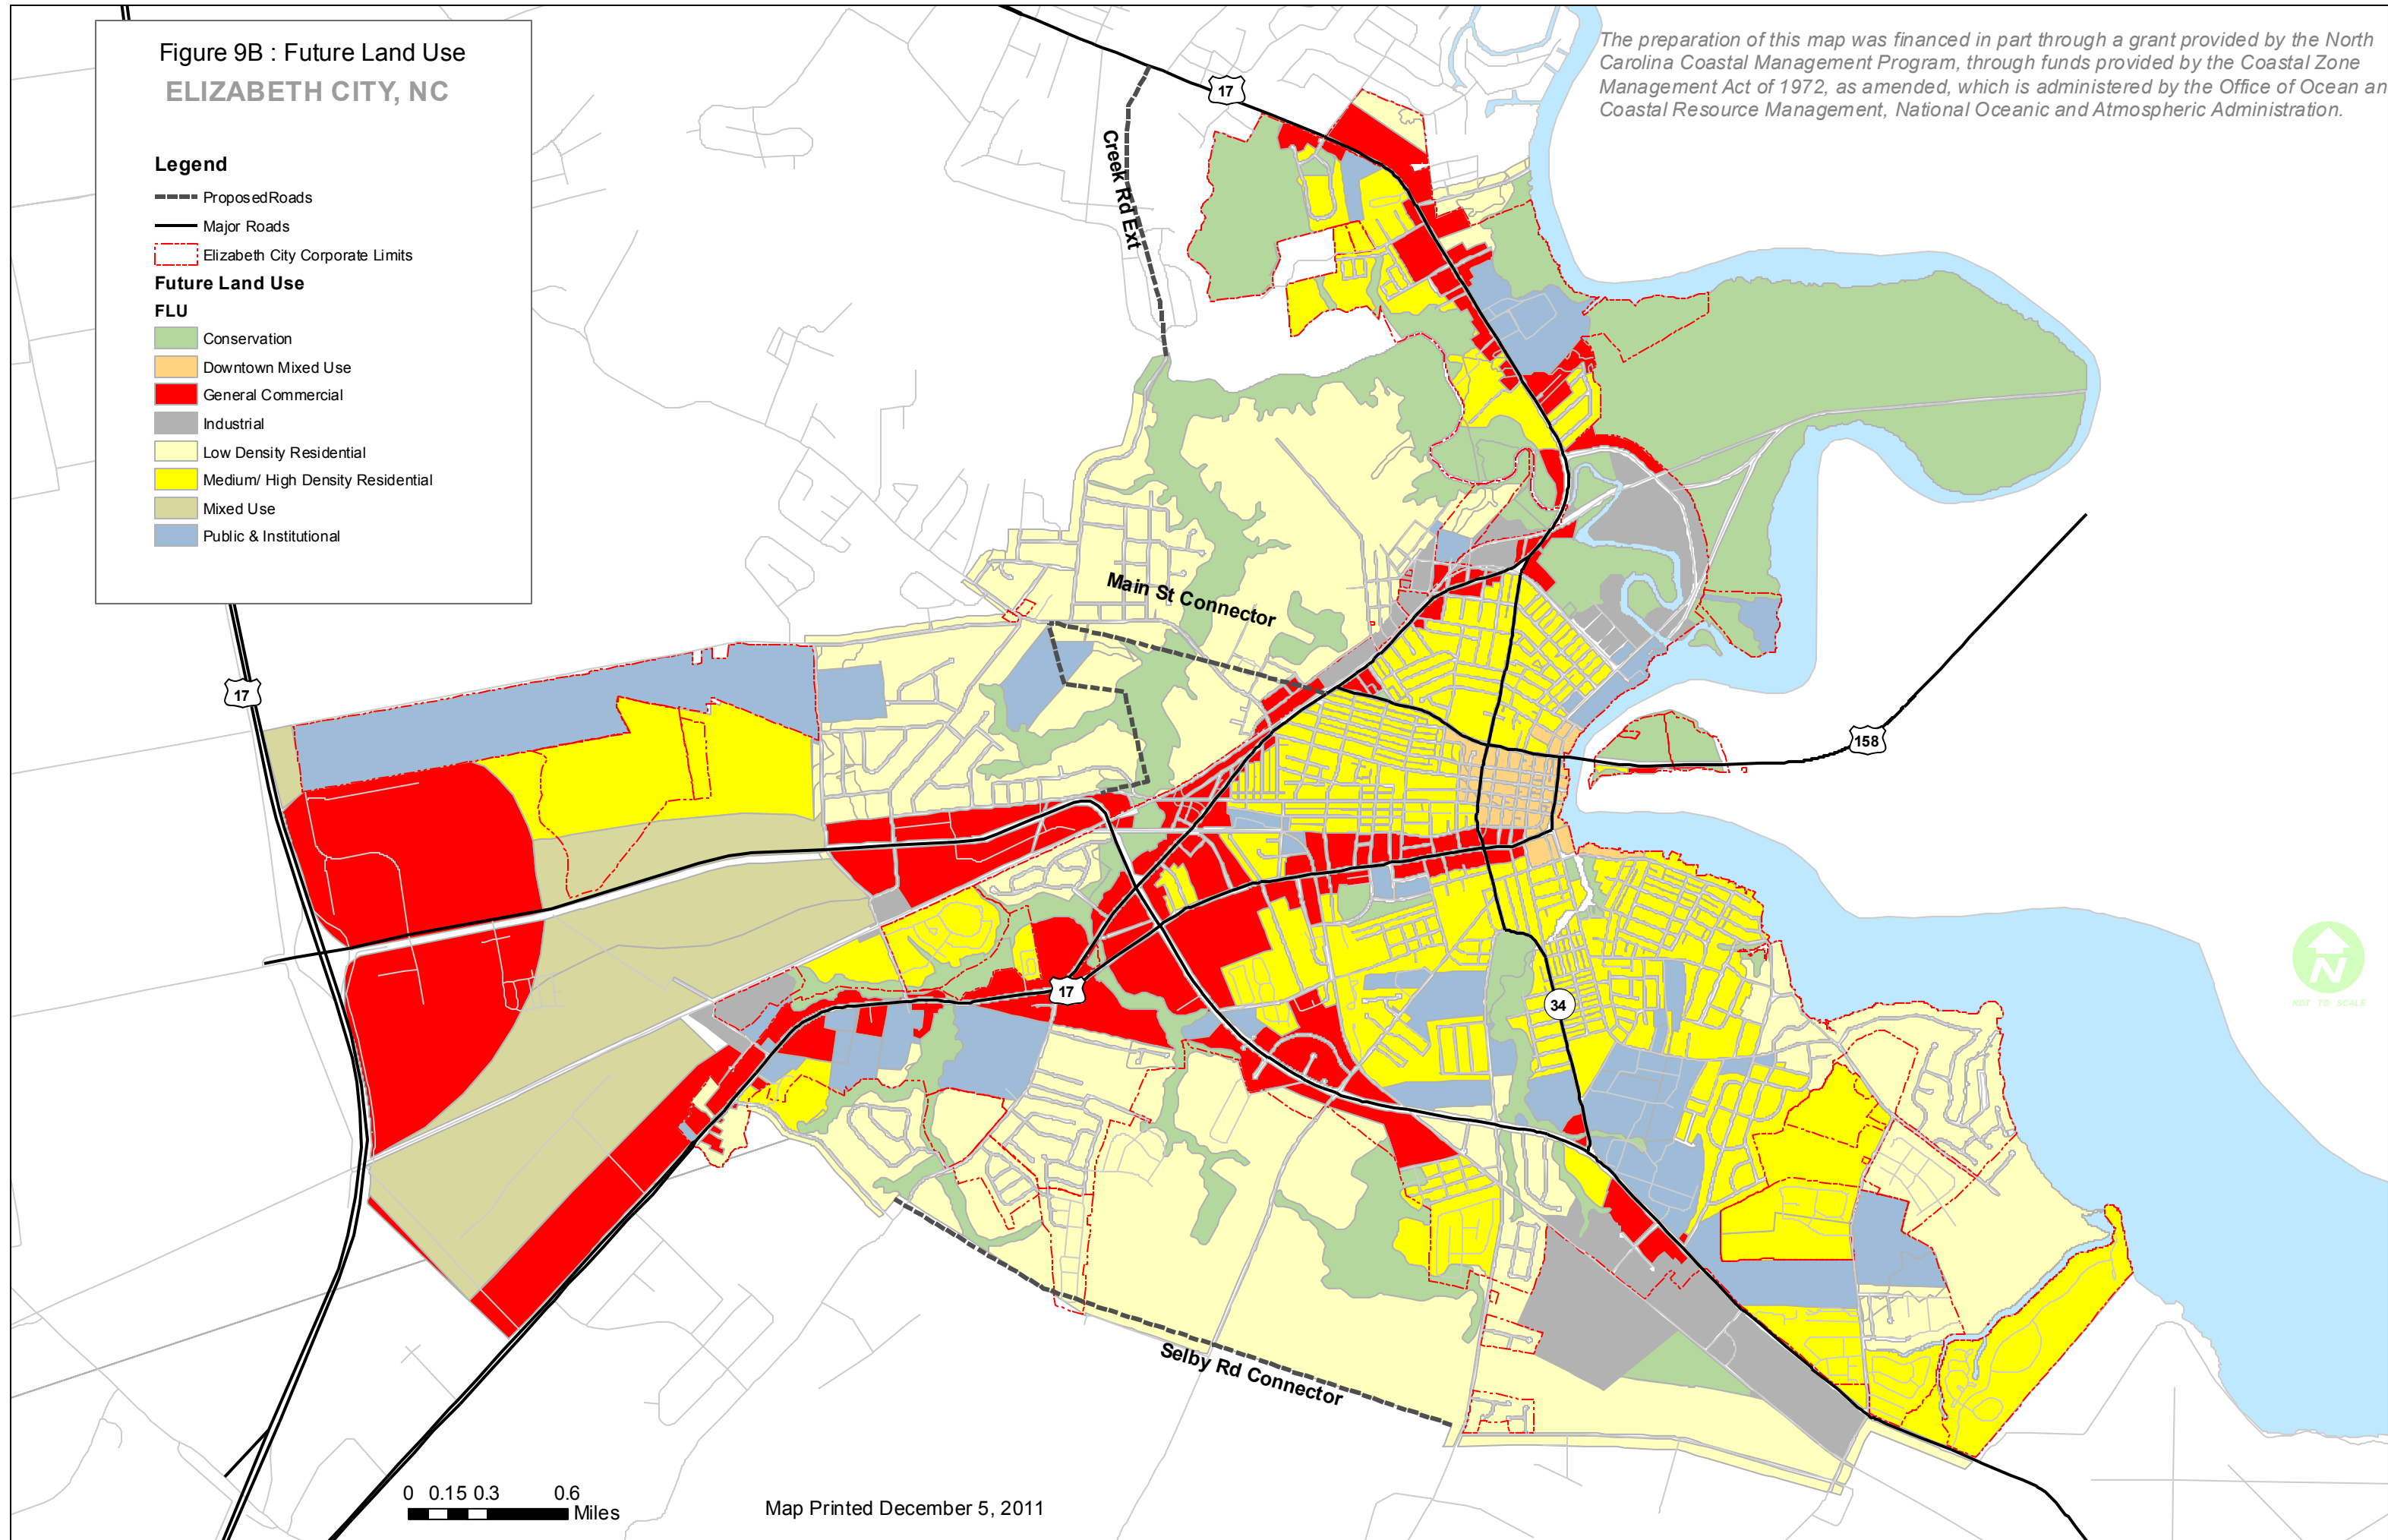 Figure 9B : Future Land Use
ELIZABETH CITY, NC
Legend
ProposedRoads
Major Roads
Elizabeth City Corporate Limits
Future Land Use
FLU
Conservation
Downtown Mixed Use
General Commercial
Industrial
Low Density Residential
Medium/ High Density Residential
Mixed Use
Public & Institutional
The preparation of this map was financed in part through a grant provided by the North
Carolina Coastal Management Program, through funds provided by the Coastal Zone
Management Act of 1972, as amended, which is administered by the Office of Ocean an
Coastal Resource Management, National Oceanic and Atmospheric Administration.
17
Creek Rd Ext
Main St Connector
17
158
17
34
N
NOT TO SCALE
Selby Rd Connector
0 0.15 0.3 0.6
Miles
Map Printed December 5, 2011